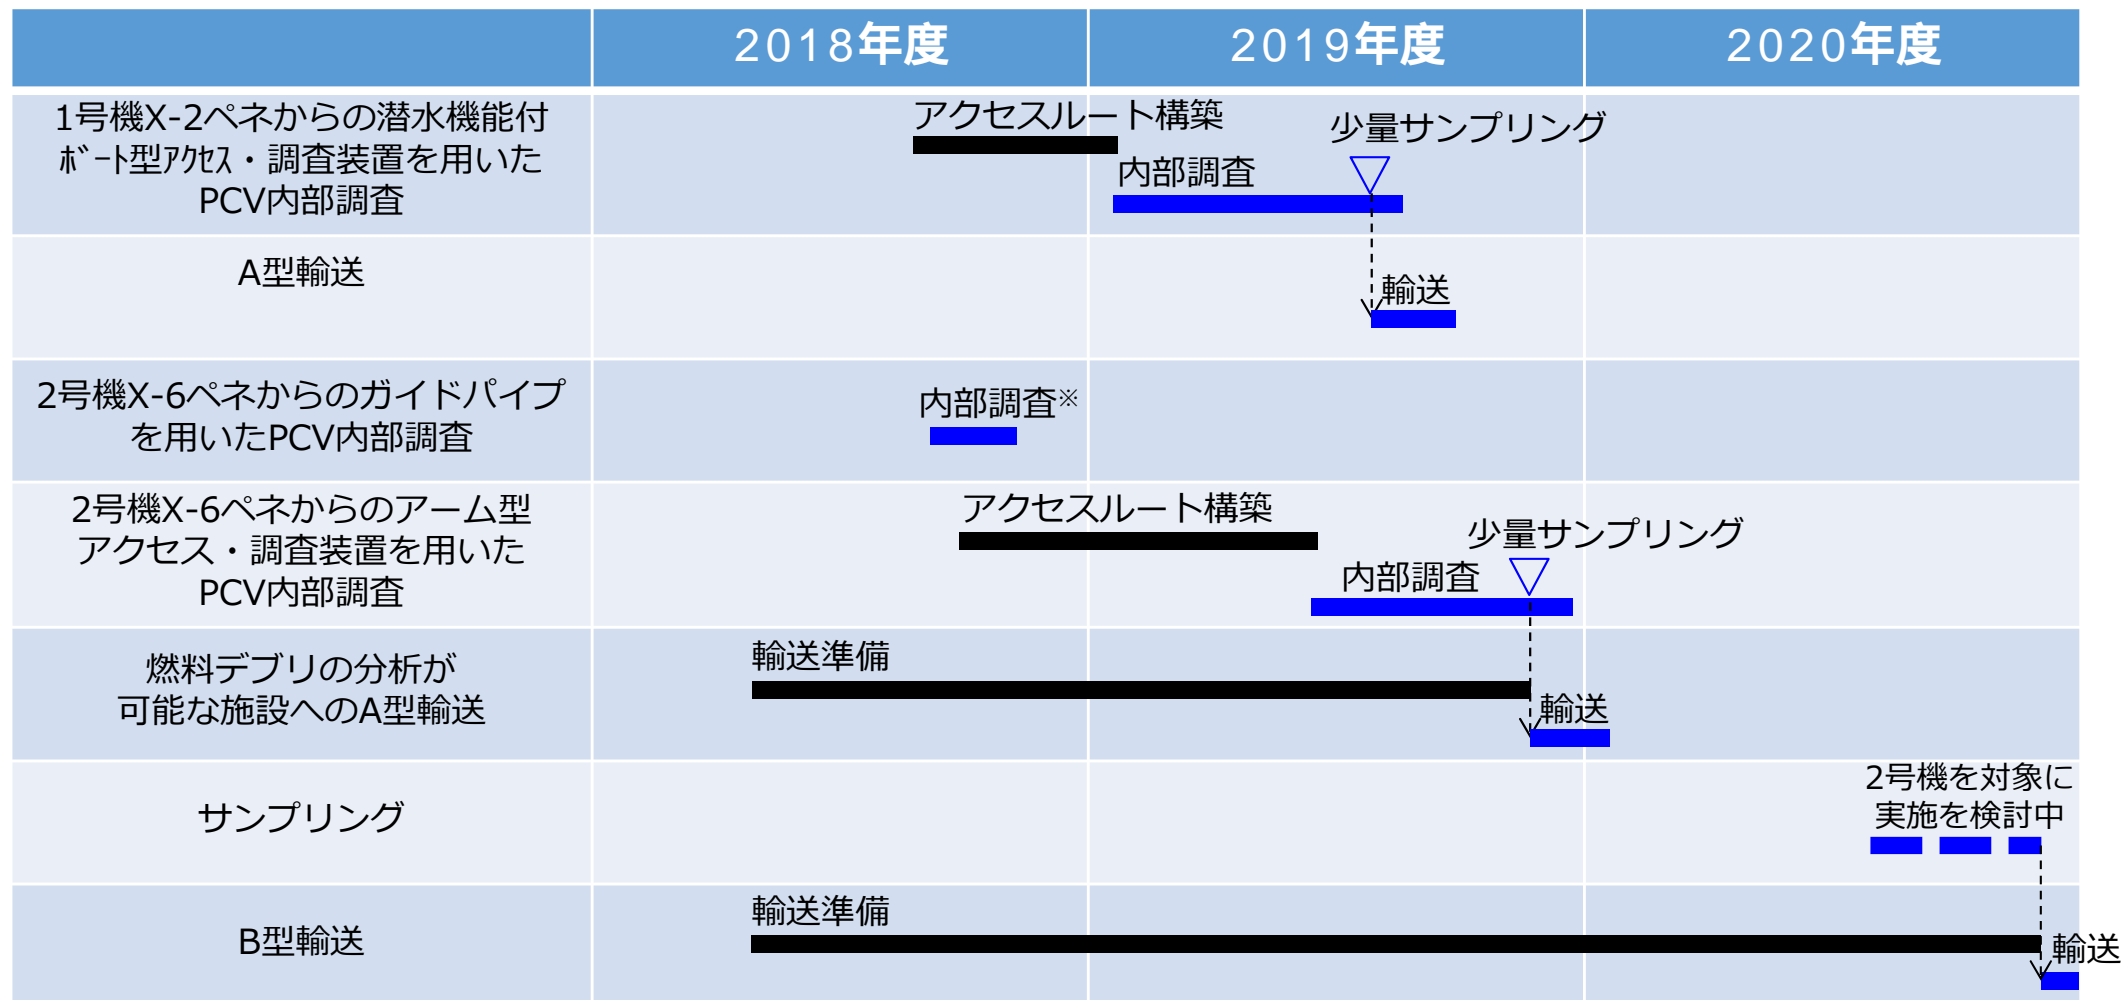 2018年度 2019年度 2020年度
1号機X-2ペネからの潜水機能付
ﾎﾞｰﾄ型ｱｸｾｽ・調査装置を用いた
PCV内部調査
アクセスルート構築
内部調査
少量サンプリング
A型輸送
輸送
2号機X-6ペネからのガイドパイプ
を用いたPCV内部調査
内部調査※
2号機X-6ペネからのアーム型
アクセス・調査装置を用いた
PCV内部調査
アクセスルート構築
少量サンプリング
内部調査
燃料デブリの分析が
可能な施設へのA型輸送
輸送準備
輸送
サンプリング
2号機を対象に
実施を検討中
B型輸送
輸送準備
輸送